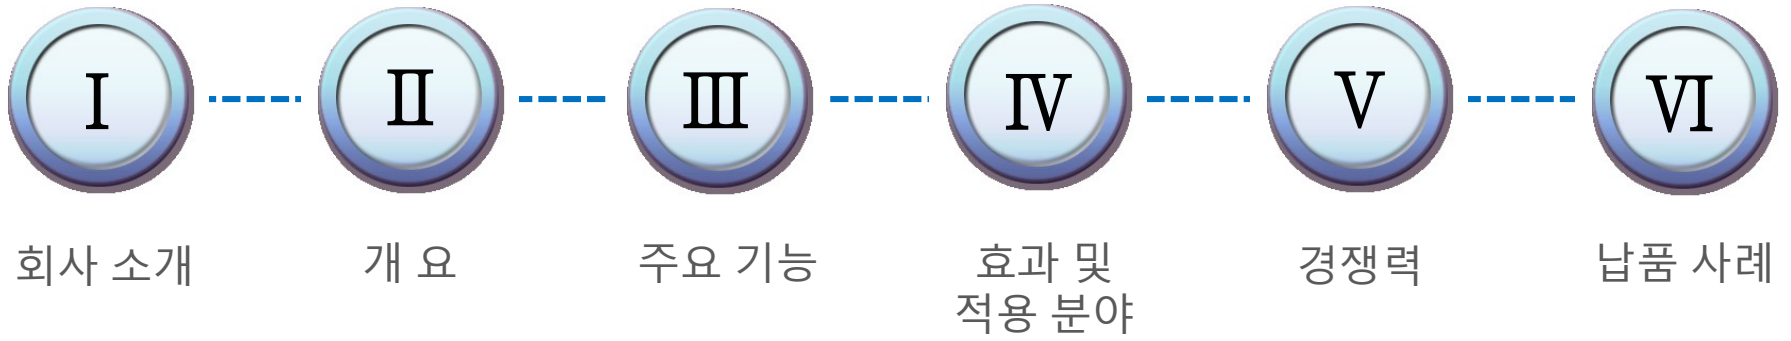 Ⅰ Ⅱ Ⅲ Ⅳ Ⅴ Ⅵ
회사 소개 개 요 주요 기능 효과 및 경쟁력 납품 사례
적용 분야